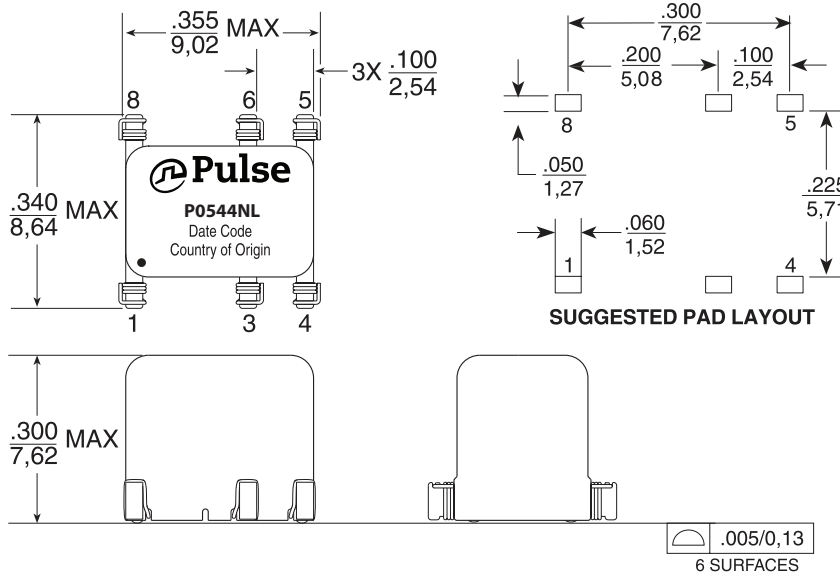 .355
9,02 MAX
3X .100
2,54
8 6 5
.340
8,64 MAX
Pulse
P0544NL
Date Code
Country of Origin
1 3 4
.300
7,62
.200
5,08
.100
2,54
8 5
.050
1,27
.060
1,52
1 4
SUGGESTED PAD LAYOUT
.300
7,62 MAX
.005/0,13
6 SURFACES